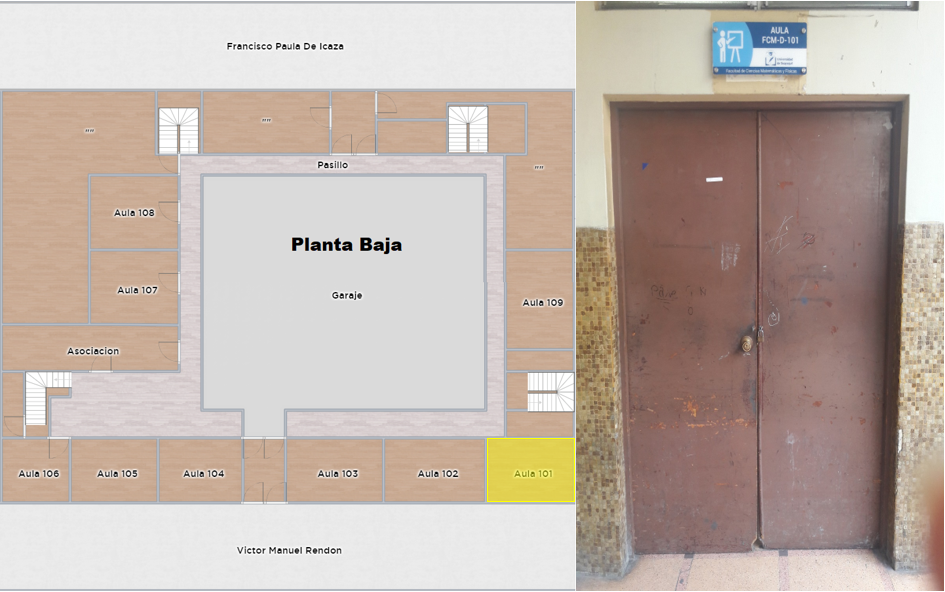 Francisco Paula De Icaza
""
""
Pasillo
""
Aula 108
Planta Baja
Aula 107
Garaje
Aula 109
Asociacion
Aula 106
Aula 105
Aula 104
Aula 103
Aula 102
Aula 101
Víctor Manuel Rendon
AULA
FCM-D-101
Universidad
de Guayaquil
Facultad de Ciencias Matemáticas y Físicas